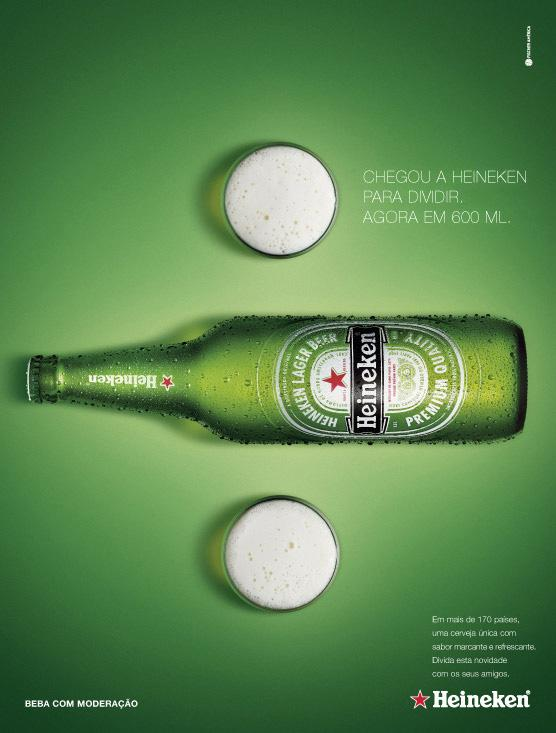 CHEGOU A HEINEKEN
PARA DIVIDIR.
AGORA EM 600 ML.
Heineken
HEINEKEN LAGER BEER
Heineken
PREMIUM QUALITY
Em mais de 170 países,
uma cerveja única com
sabor marcante e refrescante.
Divida esta novidade
com os seus amigos.
BEBA COM MODERAÇÃO
Heineken